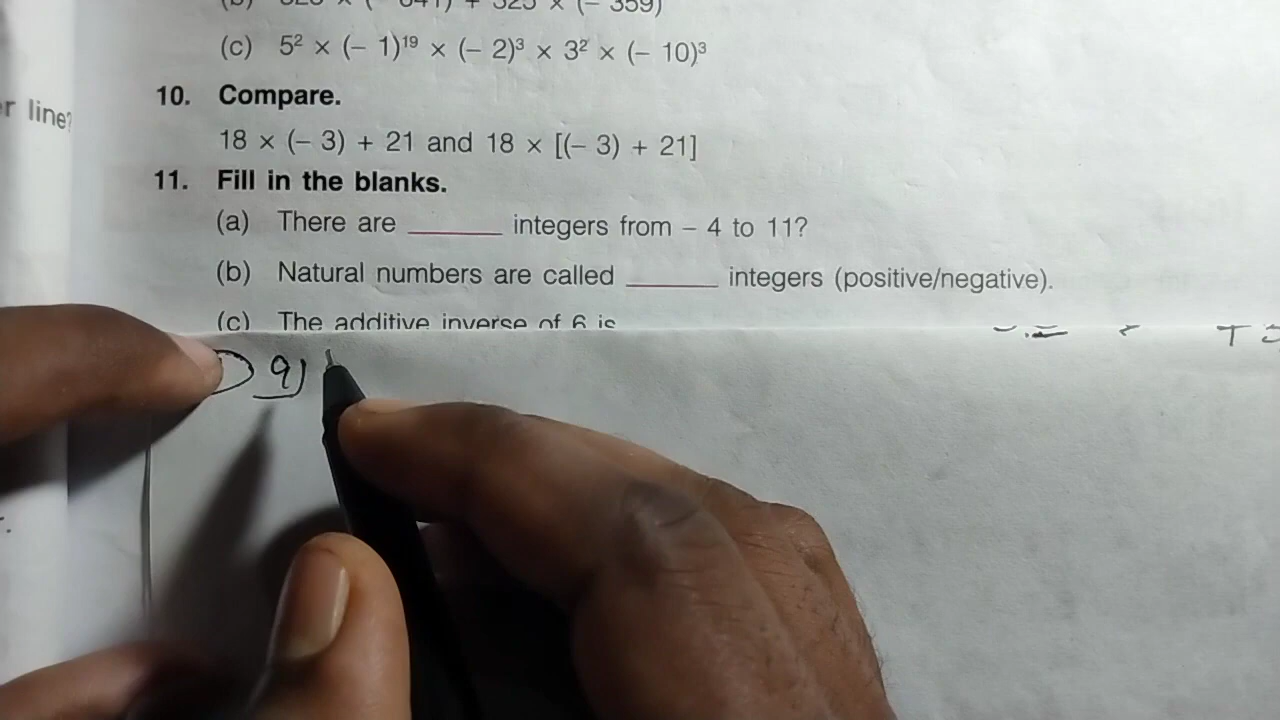 (c) 5² × (– 1)¹⁹ × (– 2)³ × 3² × (– 10)³
r line?
10. Compare.
18 × (– 3) + 21 and 18 × [(– 3) + 21]
11. Fill in the blanks.
(a) There are ______ integers from – 4 to 11?
(b) Natural numbers are called ______ integers (positive/negative).
(c) The additive inverse of 6 is